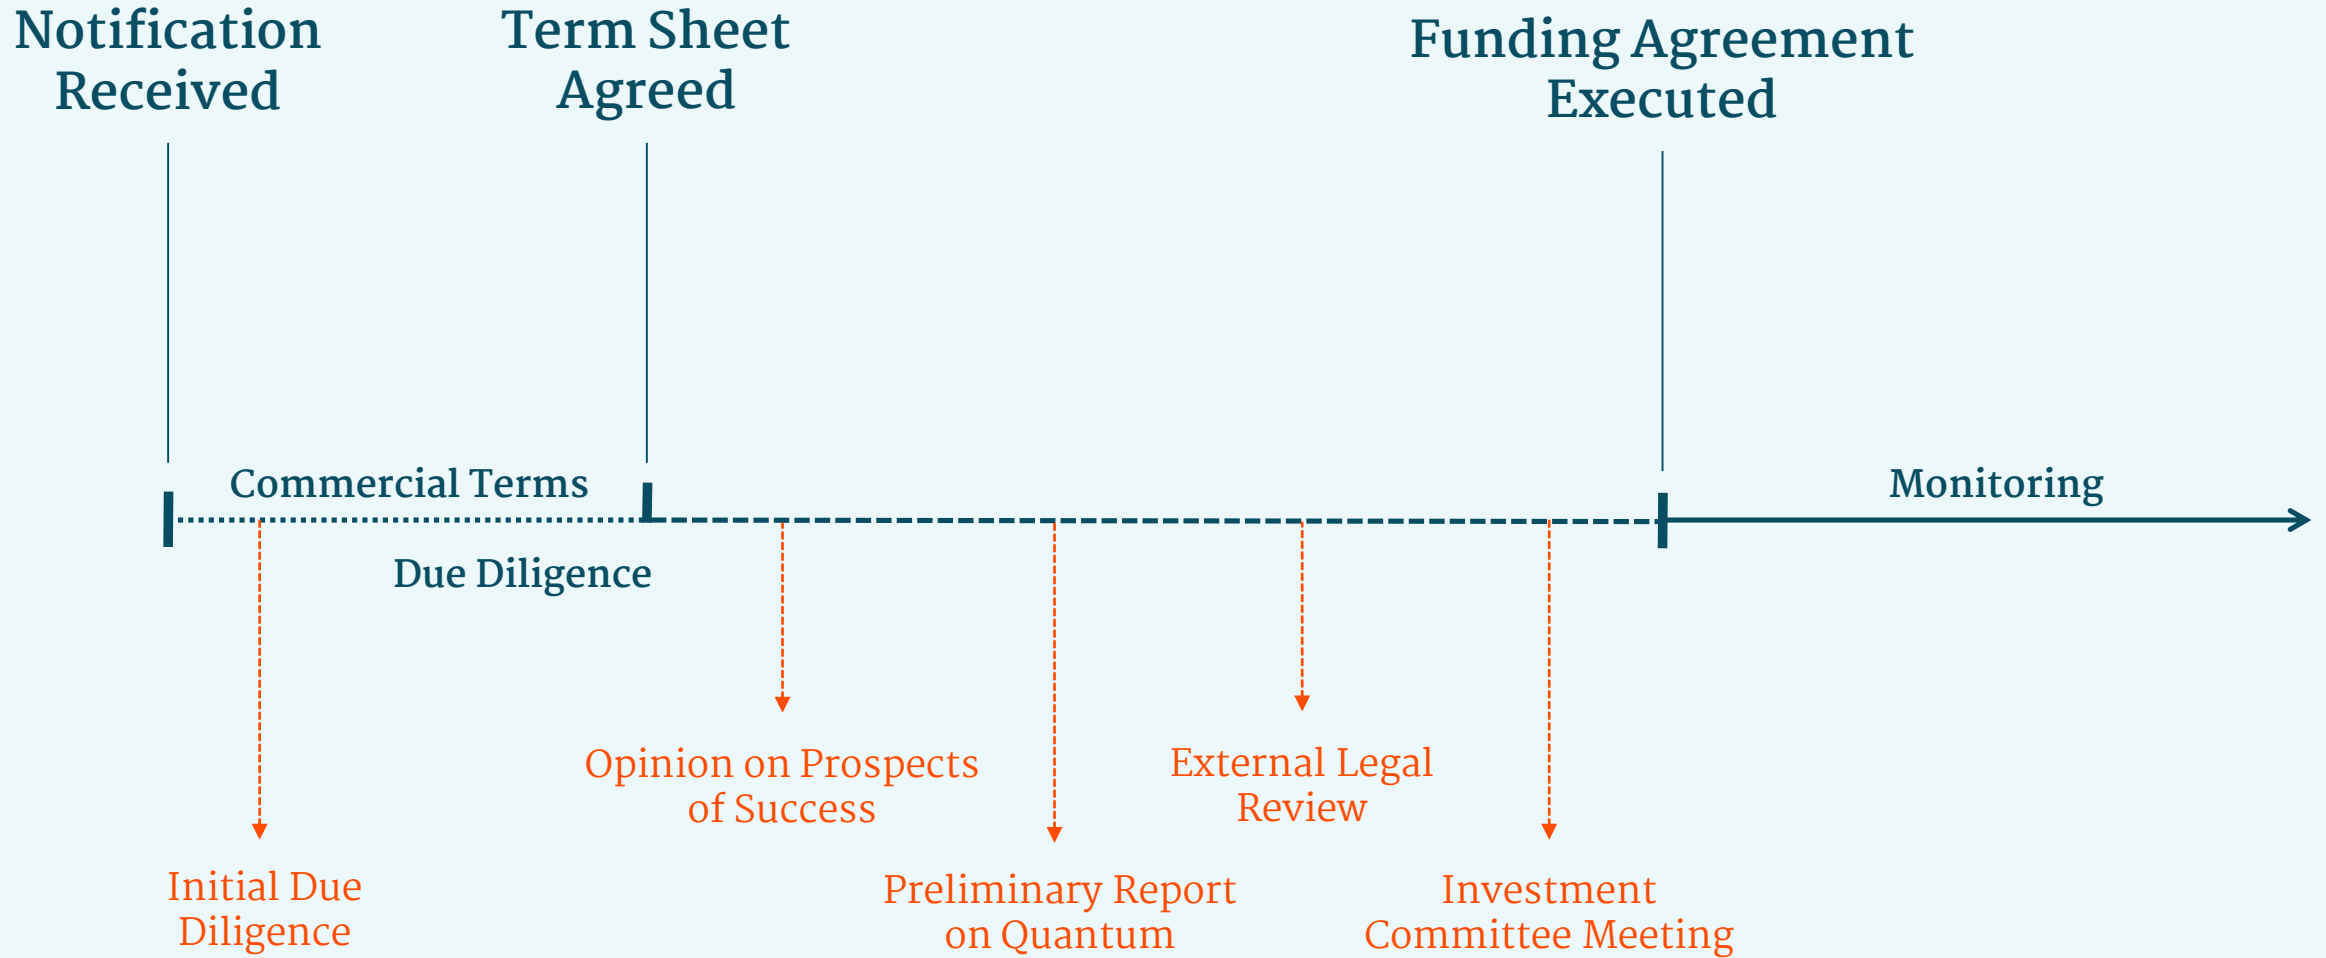 Notification
Received
Term Sheet
Agreed
Funding Agreement
Executed
Commercial Terms
Monitoring
Due Diligence
Opinion on Prospects
of Success
External Legal
Review
Initial Due
Diligence
Preliminary Report
on Quantum
Investment
Committee Meeting